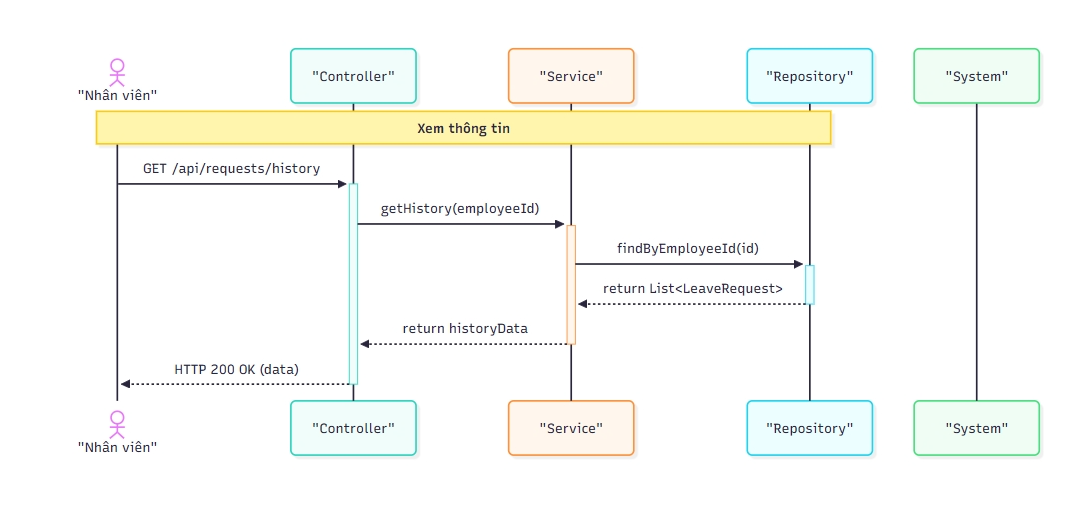 "Nhân viên"
"Controller"
"Service"
"Repository"
"System"
Xem thông tin
GET /api/requests/history
getHistory(employeeId)
findByEmployeeId(id)
return List<LeaveRequest>
return historyData
HTTP 200 OK (data)
"Nhân viên"
"Controller"
"Service"
"Repository"
"System"